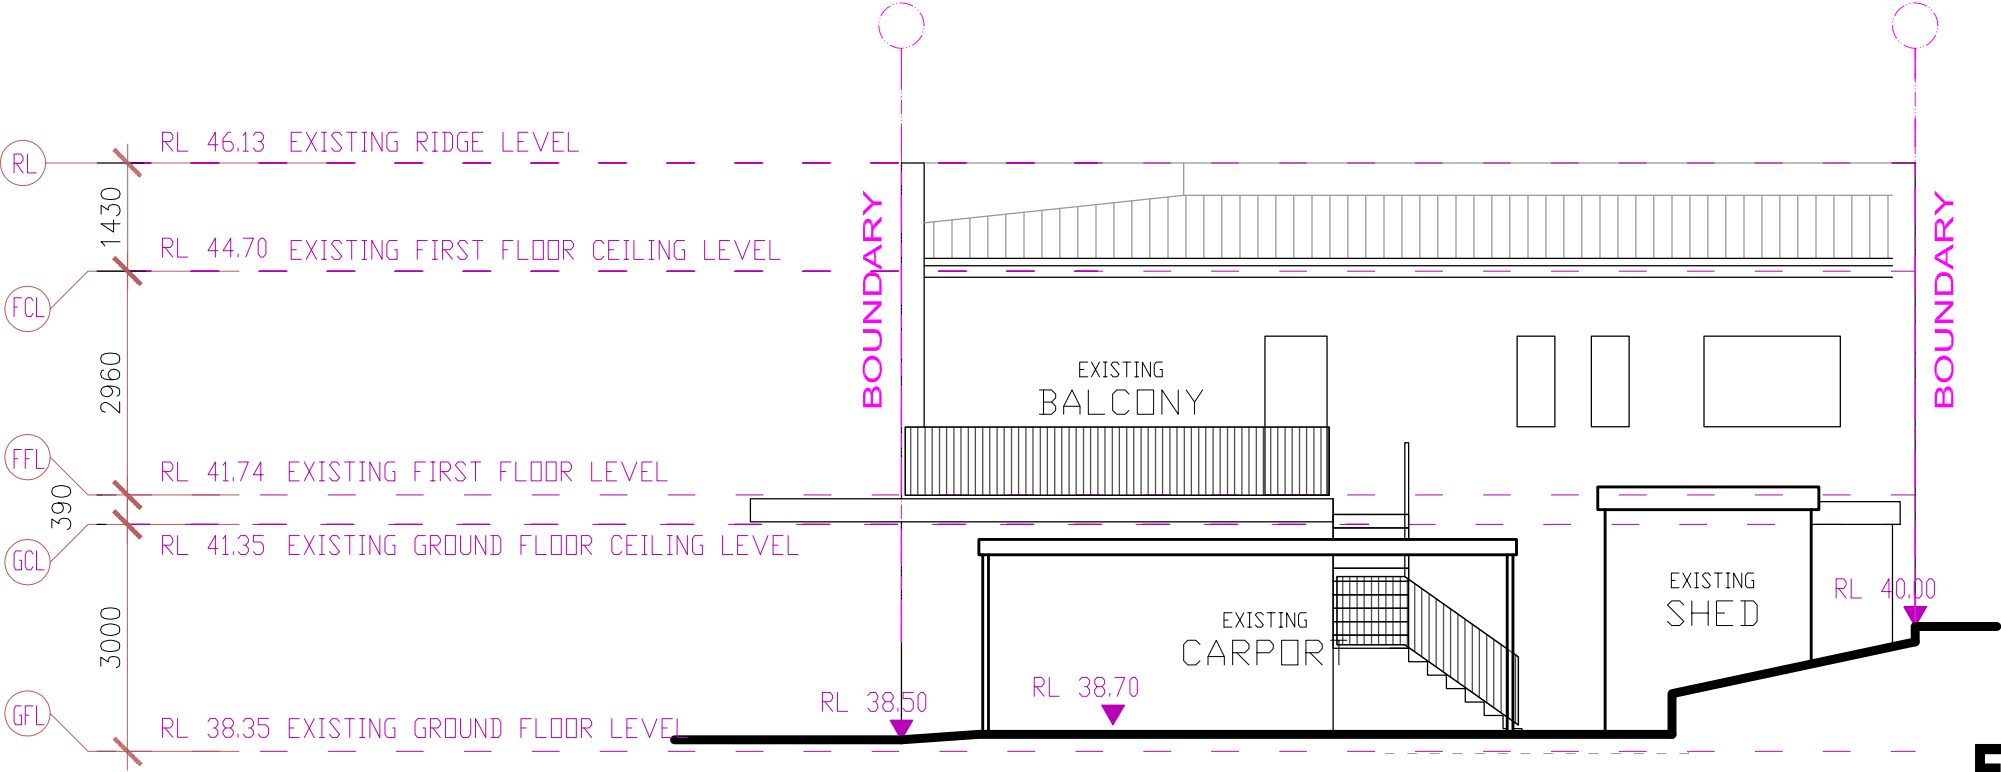 RL 46.13 EXISTING RIDGE LEVEL
RL
1430
RL 44.70 EXISTING FIRST FLOOR CEILING LEVEL
FCL
BOUNDARY
BOUNDARY
2960
EXISTING
BALCONY
FFL
RL 41.74 EXISTING FIRST FLOOR LEVEL
390
GCL
RL 41.35 EXISTING GROUND FLOOR CEILING LEVEL
3000
EXISTING
CARPORT
EXISTING
SHED
RL 40.00
RL 38.50
RL 38.70
GFL
RL 38.35 EXISTING GROUND FLOOR LEVEL